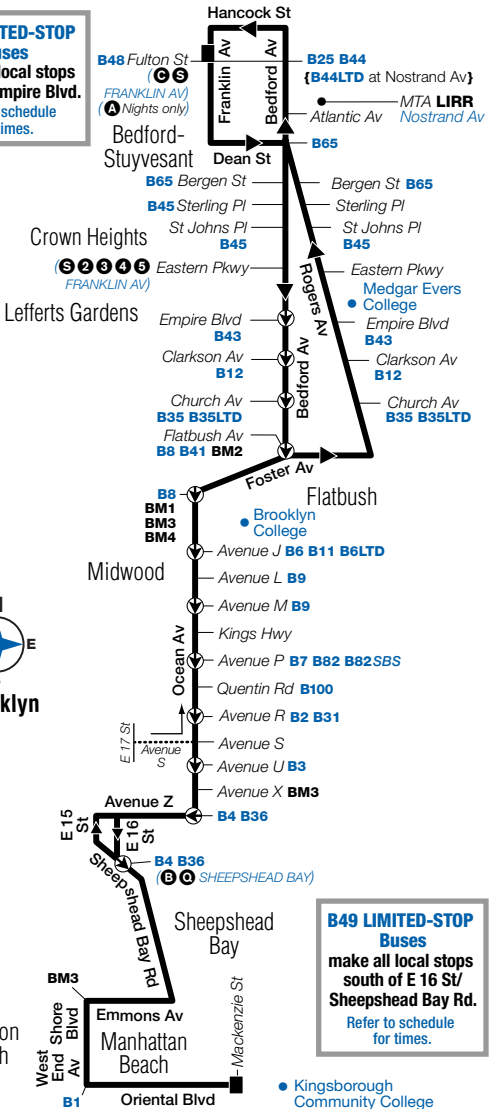 Hancock St
ITED-STOP
uses
local stops
mpire Blvd.
schedule
times.
B48 Fulton St
(C S
FRANKLIN AV)
(A Nights only)
Franklin Av
Bedford Av
B25 B44
{B44LTD at Nostrand Av}
MTA LIRR
Nostrand Av
Atlantic Av
Bedford-
Stuyvesant
Dean St
B65
B65 Bergen St
Bergen St B65
B45 Sterling Pl
Sterling Pl
St Johns Pl
B45
St Johns Pl
B45
Crown Heights
(S 2 3 4 5
FRANKLIN AV)
Eastern Pkwy
Eastern Pkwy
Rogers Av
Medgar Evers
College
Lefferts Gardens
Empire Blvd
B43
Empire Blvd
B43
Clarkson Av
B12
Bedford Av
Clarkson Av
B12
Church Av
B35 B35LTD
Church Av
B35 B35LTD
Flatbush Av
B8 B41 BM2
Foster Av
Flatbush
B8
BM1
BM3
BM4
Brooklyn
College
Avenue J B6 B11 B6LTD
Midwood
Avenue L B9
Avenue M B9
Kings Hwy
Ocean Av
E
klyn
Avenue P B7 B82 B82SBS
Quentin Rd B100
Avenue R B2 B31
E 17 St
Avenue
S
Avenue S
Avenue U B3
Avenue X BM3
Avenue Z
B4 B36
E 15
St
E 16
St
B4 B36
(B Q SHEEPSHEAD BAY)
Sheepshead Bay Rd
Sheepshead
Bay
B49 LIMITED-STOP
Buses
make all local stops
south of E 16 St/
Sheepshead Bay Rd.
Refer to schedule
for times.
BM3
Emmons Av
Mackenzie St
on
h
West
End
Av
Shore
Blvd
Manhattan
Beach
B1
Oriental Blvd
Kingsborough
Community College